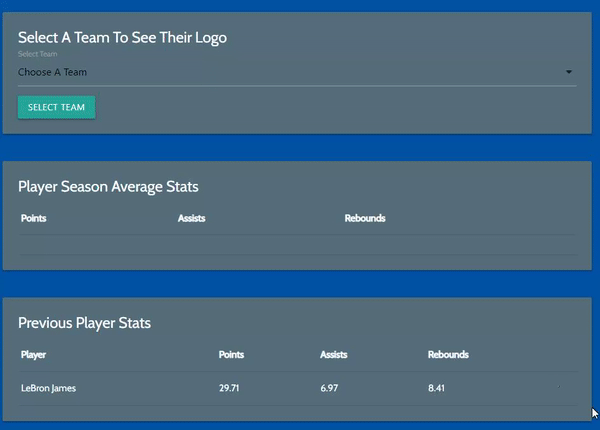 Select A Team To See Their Logo
Select Team
Choose A Team
SELECT TEAM
Player Season Average Stats
Points Assists Rebounds
Previous Player Stats
Player Points Assists Rebounds
LeBron James 29.71 6.97 8.41